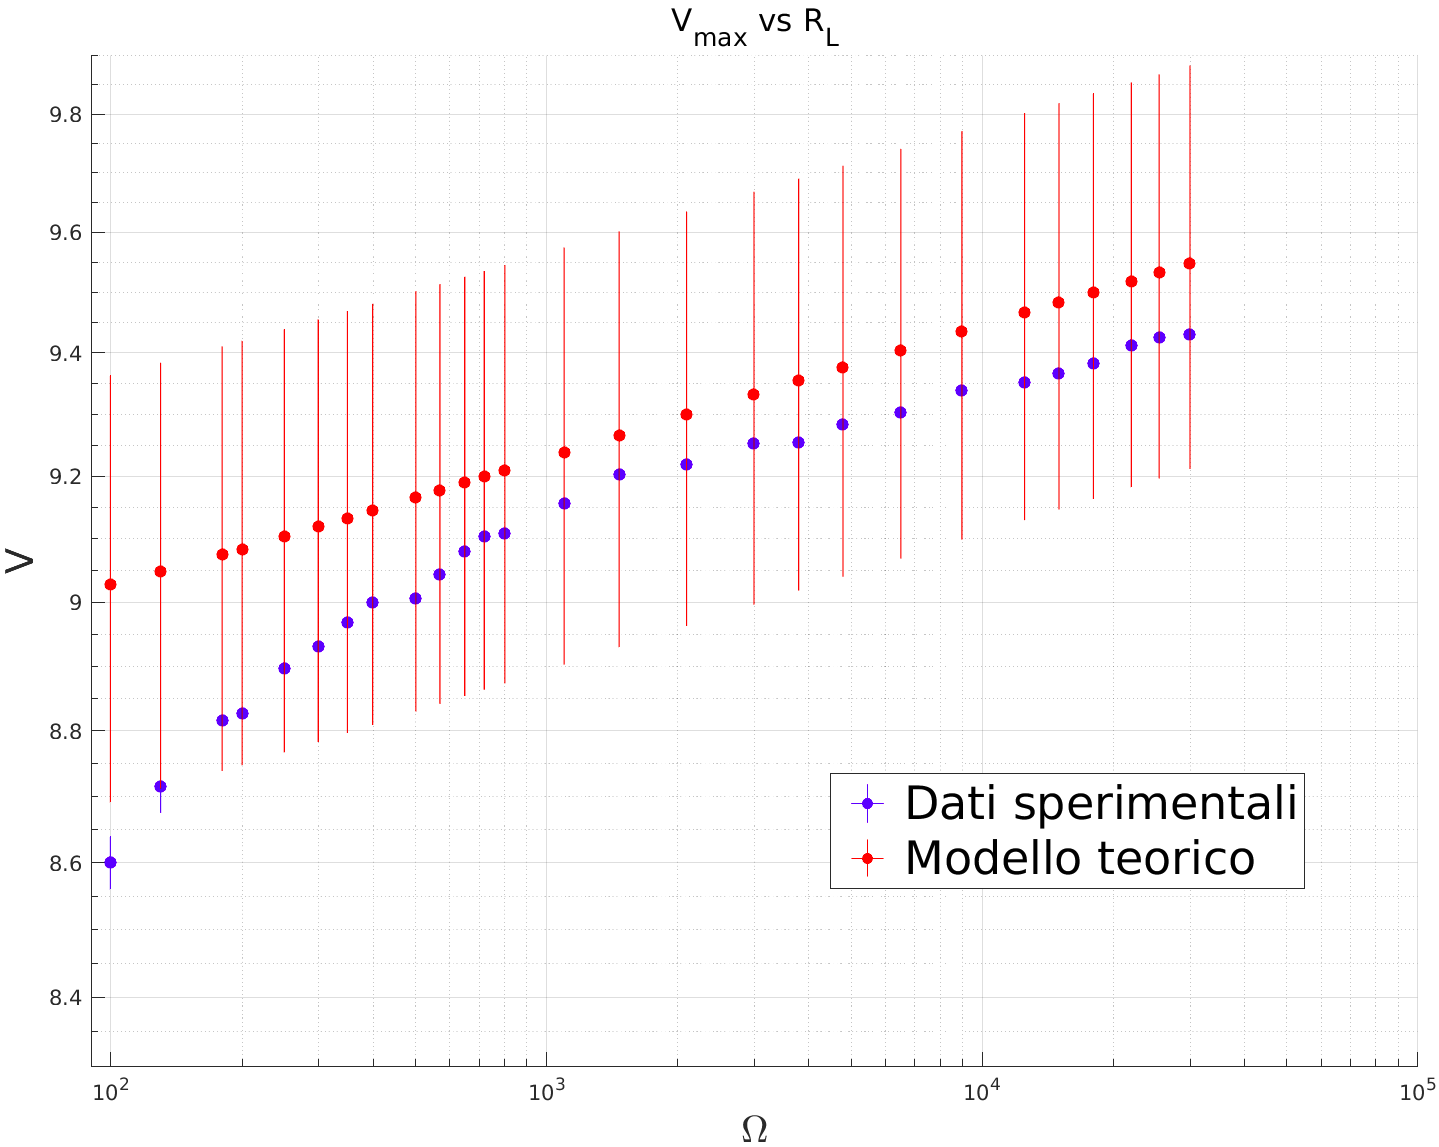 V_max vs R_L
9.8
9.6
9.4
9.2
9
8.8
8.6
8.4
V
Dati sperimentali
Modello teorico
10^2 10^3 10^4 10^5
Ω